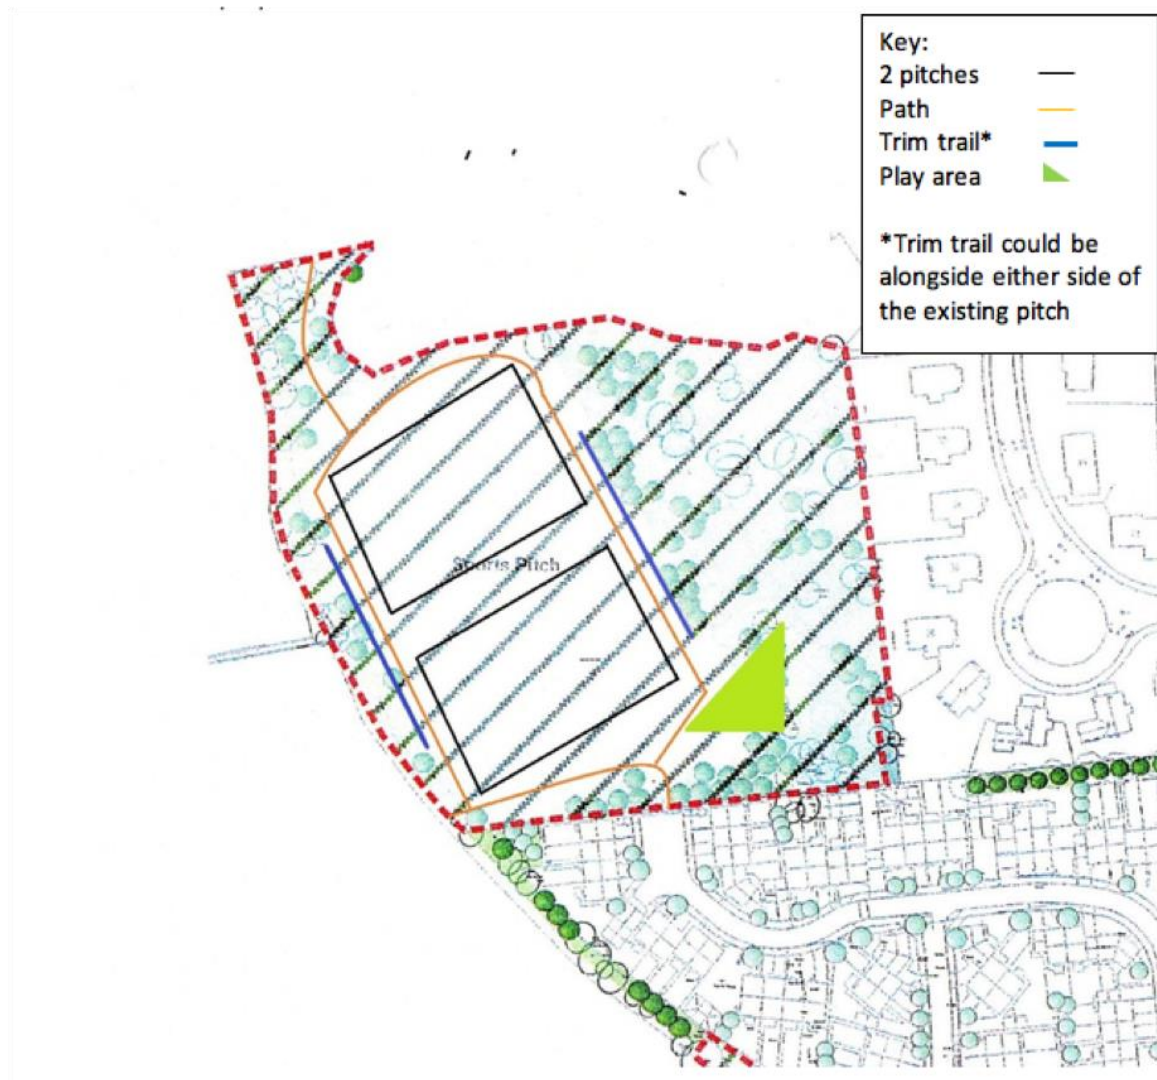 Key:
2 pitches
Path
Trim trail*
Play area
*Trim trail could be
alongside either side of
the existing pitch
Sports Pitch